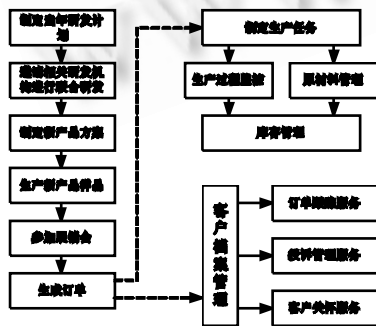 制定当年研发计
划
邀请相关研发机
构进行联合研发
制定新产品方案
生产新产品样品
参加展销会
生成订单
制定生产任务
生产过程监控
原材料管理
库存管理
客户档案管理
订单跟踪服务
投诉管理服务
客户关怀服务